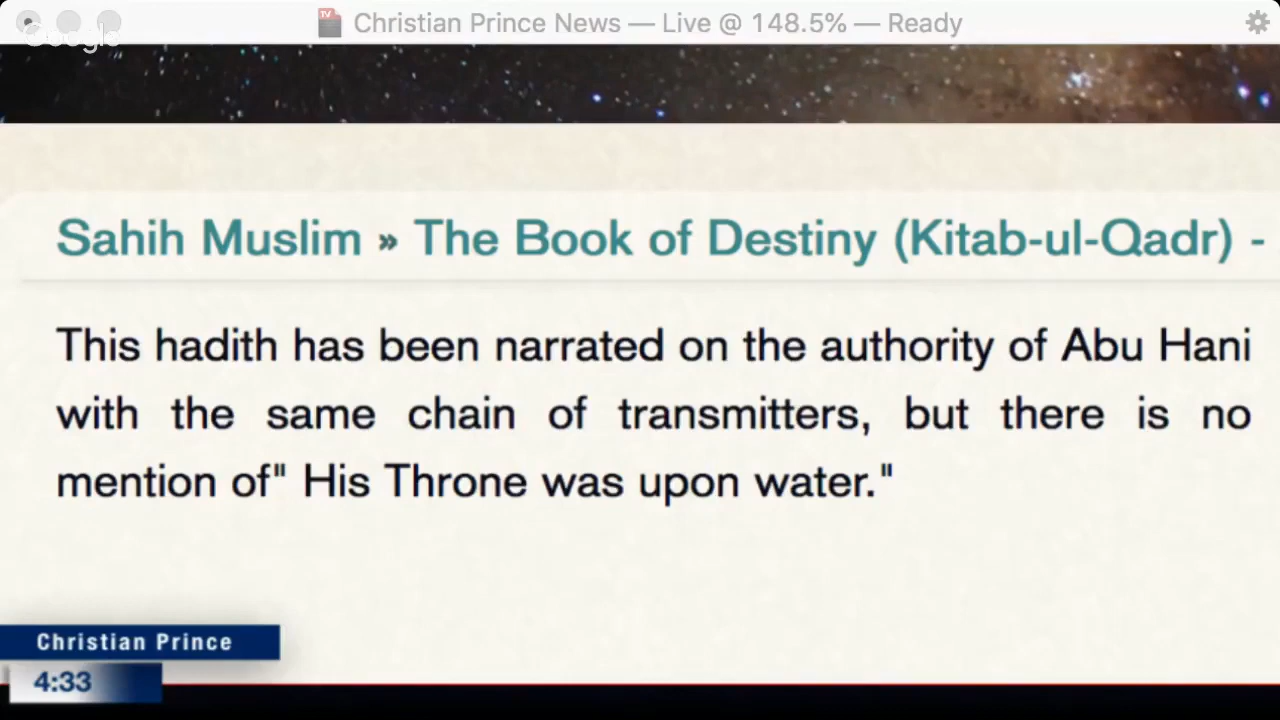 Christian Prince News — Live @ 148.5% — Ready
Google
Sahih Muslim » The Book of Destiny (Kitab-ul-Qadr) -
This hadith has been narrated on the authority of Abu Hani
with the same chain of transmitters, but there is no
mention of" His Throne was upon water."
Christian Prince
4:33